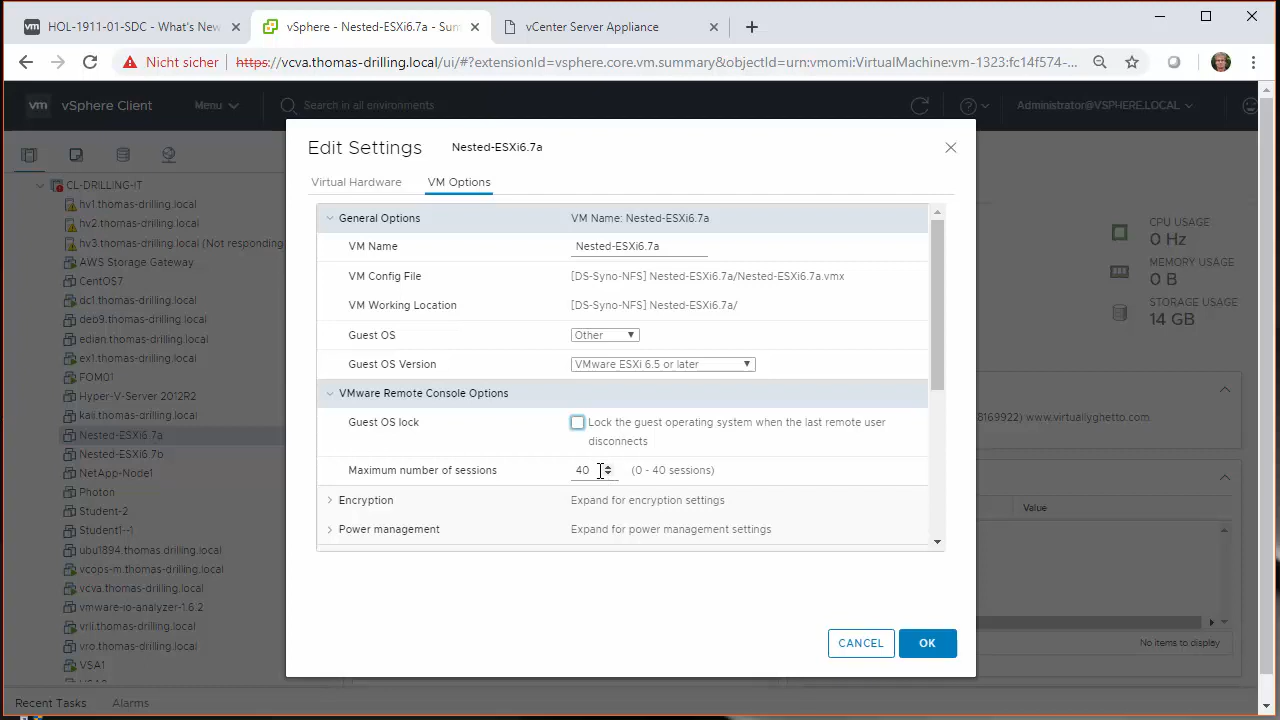 HOL-1911-01-SDC - What's New
vSphere - Nested-ESXi6.7a - Sum
vCenter Server Appliance
Nicht sicher
https://vcva.thomas-drilling.local/ui/#?extensionId=vsphere.core.vm.summary&objectId=urn:vmomi:VirtualMachine:vm-1323:fc14f574-...
vm vSphere Client
Menu
Search in all environments
Administrator@VSPHERE.LOCAL
CL-DRILLING-IT
hv1.thomas-drilling.local
hv2.thomas-drilling.local
hv3.thomas-drilling.local (Not responding)
AWS Storage Gateway
CentOS7
dc1.thomas-drilling.local
deb9.thomas-drilling.local
edian.thomas-drilling.local
ex1.thomas-drilling.local
FOM01
Hyper-V-Server 2012R2
kali.thomas-drilling.local
Nested-ESXi6.7a
Nested-ESXi6.7b
NetApp-Node1
Photon
Student-2
Student1--1
ubu1894.thomas-drilling.local
vcops-m.thomas-drilling.local
vcva.thomas-drilling.local
vmware-io-analyzer-1.6.2
vrli.thomas-drilling.local
vro.thomas-drilling.local
VSA1
Recent Tasks
Alarms
Edit Settings
Nested-ESXi6.7a
Virtual Hardware
VM Options
General Options
VM Name: Nested-ESXi6.7a
VM Name
Nested-ESXi6.7a
VM Config File
[DS-Syno-NFS] Nested-ESXi6.7a/Nested-ESXi6.7a.vmx
VM Working Location
[DS-Syno-NFS] Nested-ESXi6.7a/
Guest OS
Other
Guest OS Version
VMware ESXi 6.5 or later
VMware Remote Console Options
Guest OS lock
Lock the guest operating system when the last remote user
disconnects
Maximum number of sessions
40
(0 - 40 sessions)
Encryption
Expand for encryption settings
Power management
Expand for power management settings
CANCEL
OK
CPU USAGE
0 Hz
MEMORY USAGE
0 B
STORAGE USAGE
14 GB
8169922) www.virtuallyghetto.com
Value
No items to display